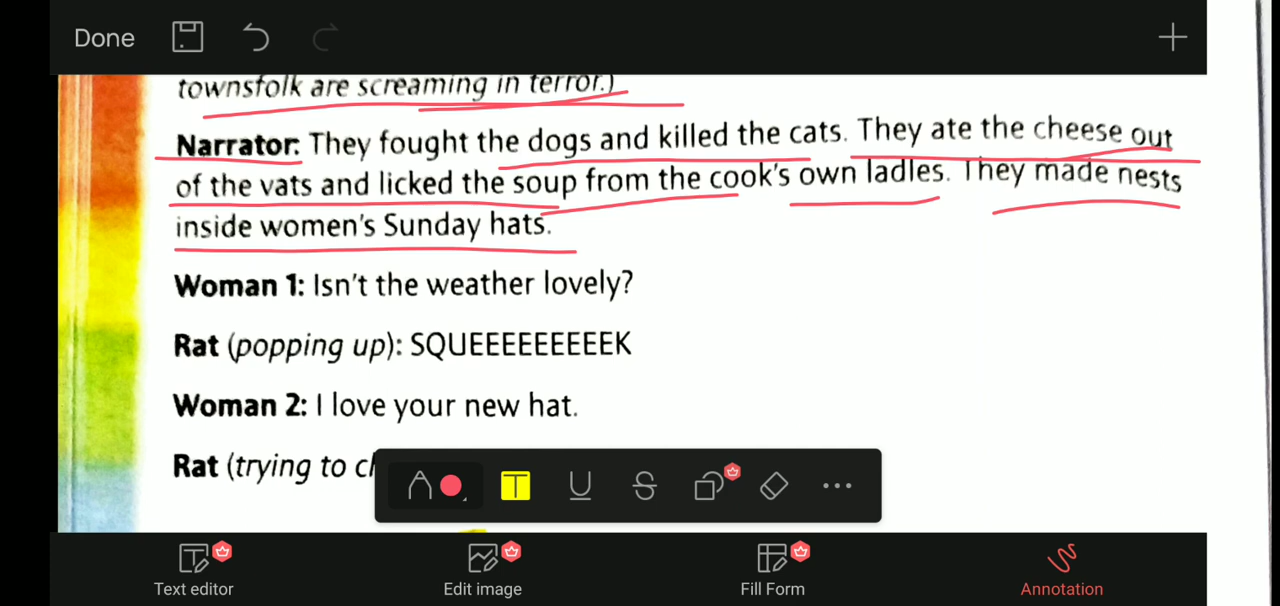 Done
townsfolk are screaming in terror.)
Narrator: They fought the dogs and killed the cats. They ate the cheese out
of the vats and licked the soup from the cook's own ladles. They made nests
inside women's Sunday hats.
Woman 1: Isn't the weather lovely?
Rat (popping up): SQUEEEEEEEEEK
Woman 2: I love your new hat.
Rat (trying to
Text editor Edit image Fill Form Annotation